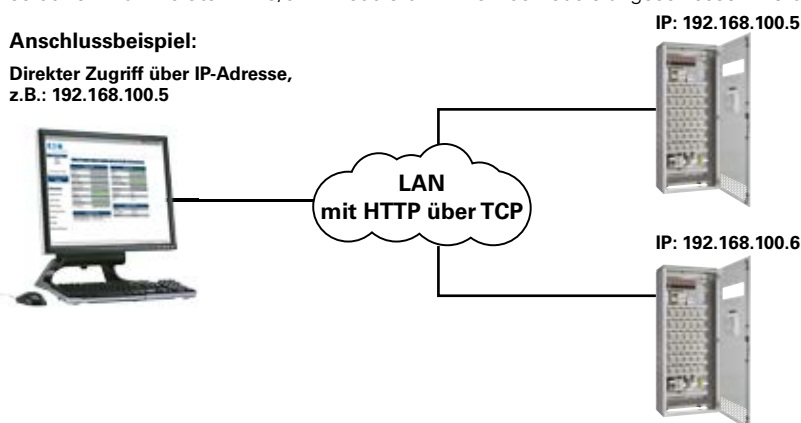 IP: 192.168.100.5
Anschlussbeispiel:
Direkter Zugriff über IP-Adresse,
z.B.: 192.168.100.5
LAN
mit HTTP über TCP
IP: 192.168.100.6